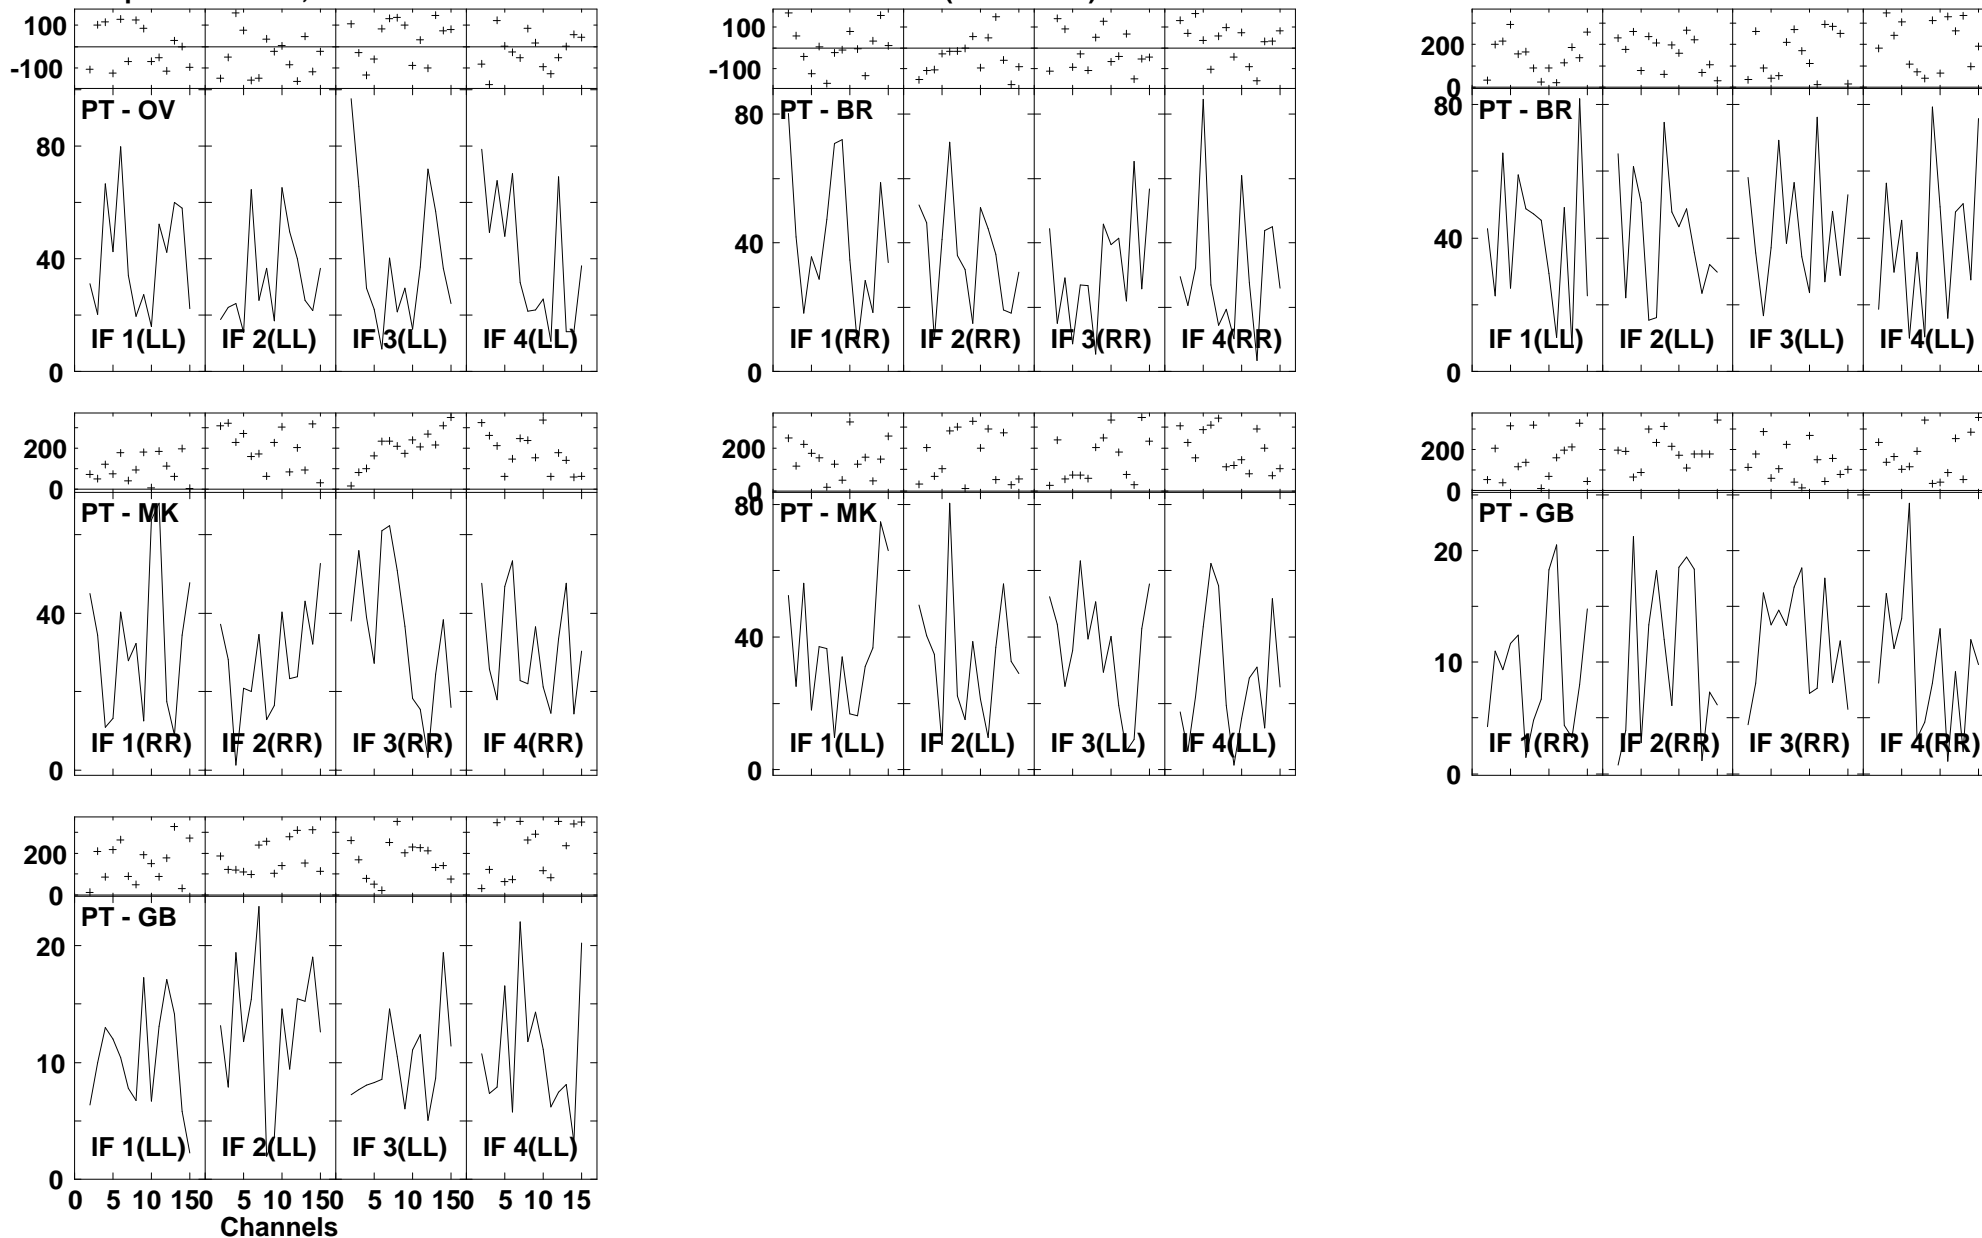 100
-100
PT - OV
80
40
0
IF 1(LL) IF 2(LL) IF 3(LL) IF 4(LL)
100
-100
PT - BR
80
40
0
IF 1(RR) IF 2(RR) IF 3(RR) IF 4(RR)
200
0
PT - BR
80
40
0
IF 1(LL) IF 2(LL) IF 3(LL) IF 4(LL)
200
0
PT - MK
40
0
IF 1(RR) IF 2(RR) IF 3(RR) IF 4(RR)
200
0
PT - MK
80
40
0
IF 1(LL) IF 2(LL) IF 3(LL) IF 4(LL)
200
0
PT - GB
20
10
0
IF 1(RR) IF 2(RR) IF 3(RR) IF 4(RR)
200
0
PT - GB
20
10
0
IF 1(LL) IF 2(LL) IF 3(LL) IF 4(LL)
0 5 10 150 5 10 150 5 10 150 5 10 15
Channels